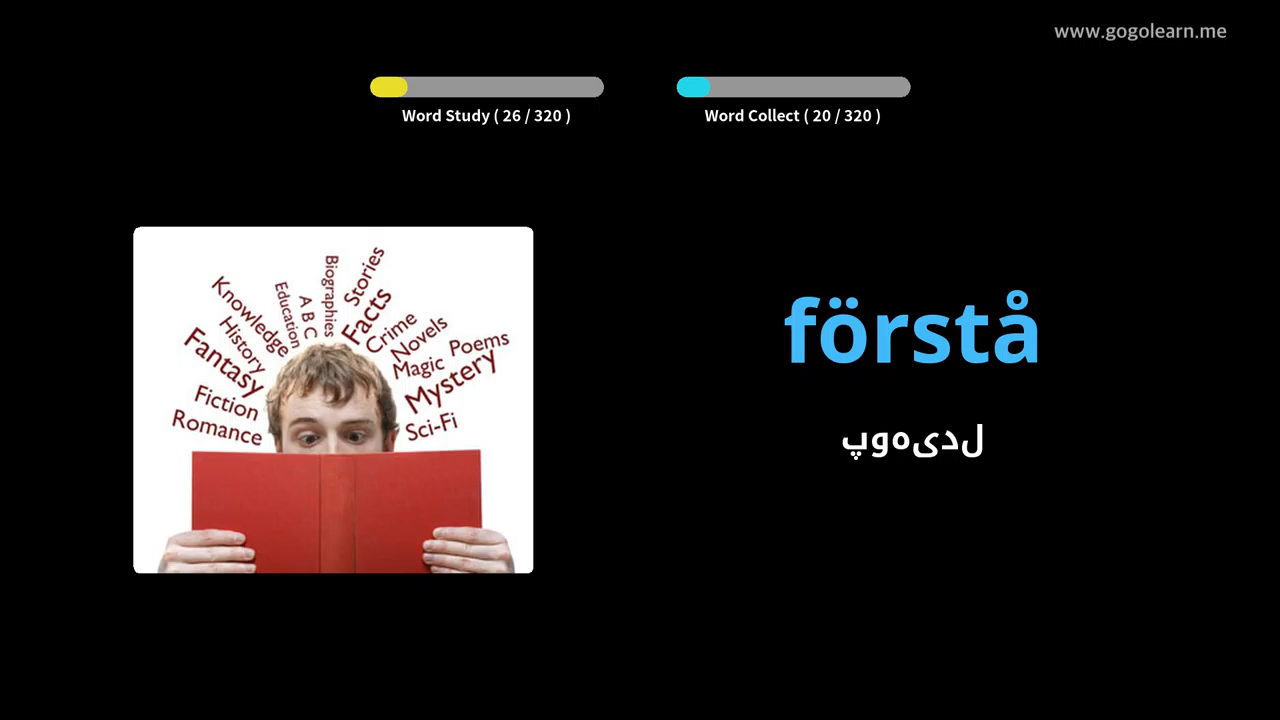 www.gogolearn.me
Word Study ( 26 / 320 )
Word Collect ( 20 / 320 )
Biographies
Stories
Education
A B C
Facts
Knowledge
Crime
History
Novels
Fantasy
Magic
Poems
Mystery
Fiction
Romance
Sci-Fi
förstå
لدیهوپ